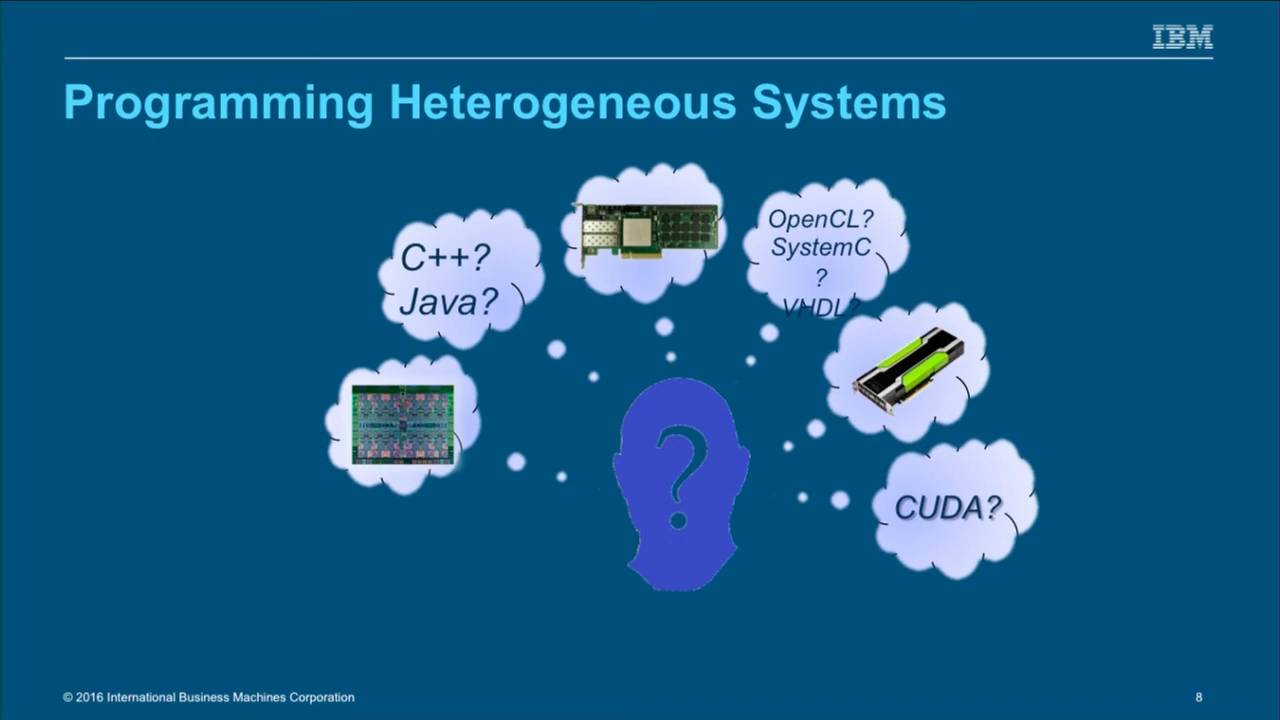 IBM
Programming Heterogeneous Systems
C++?
Java?
OpenCL?
SystemC
?
VHDL?
CUDA?
?
© 2016 International Business Machines Corporation
8